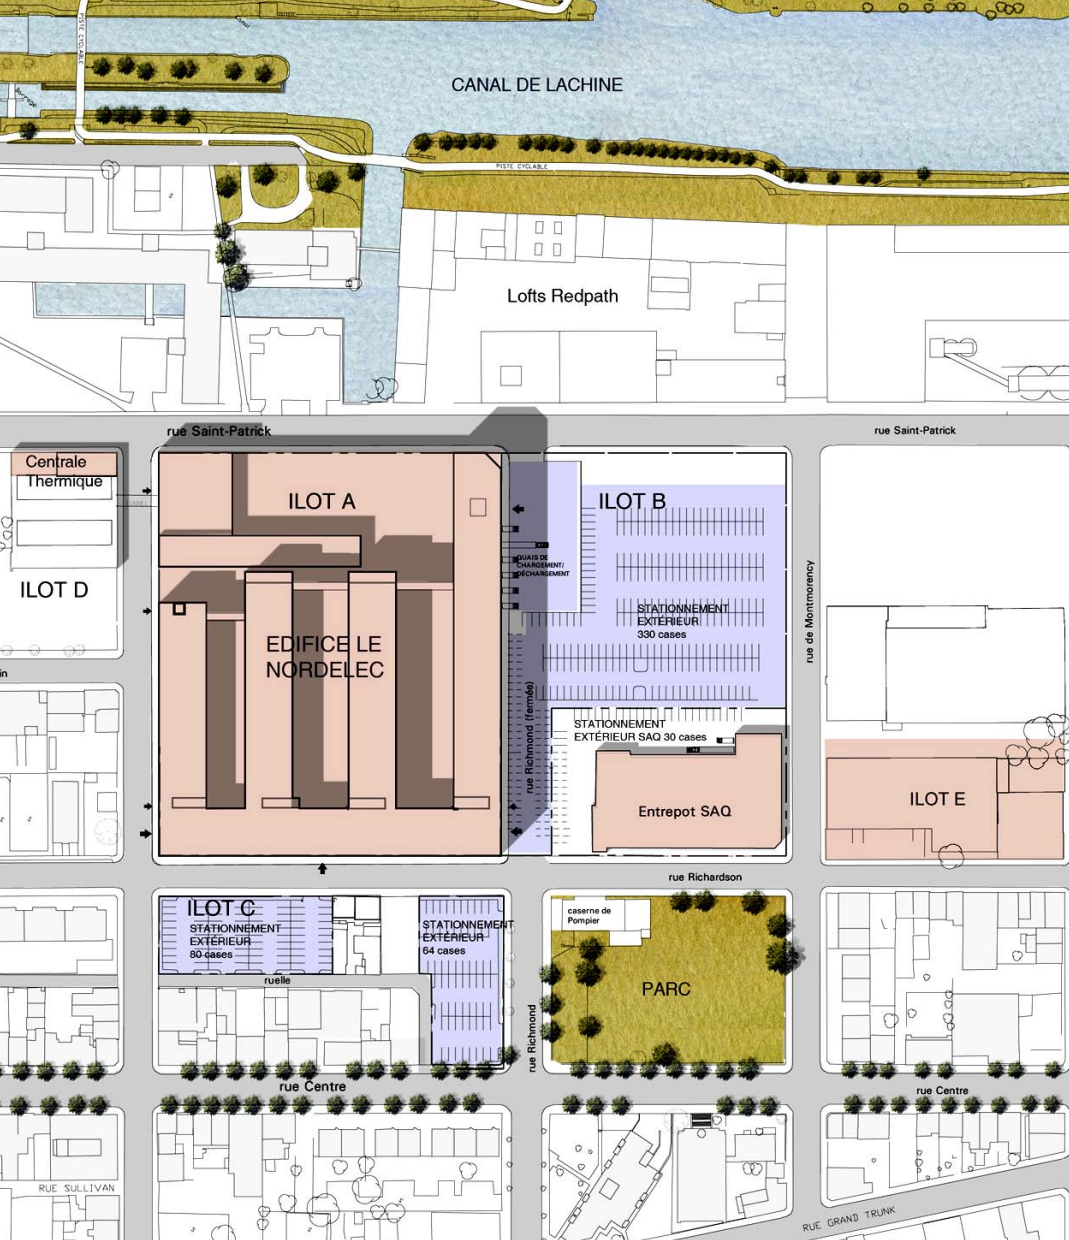 Canal
PISTE CYCLABLE
CANAL DE LACHINE
PISTE CYCLABLE
Lofts Redpath
rue Saint-Patrick
rue Saint-Patrick
Centrale
Thermique
ILOT A
ILOT B
QUAIS DE
CHARGEMENT/
DÉCHARGEMENT
ILOT D
STATIONNEMENT
EXTÉRIEUR
330 cases
rue de Montmorency
EDIFICE LE
NORDELEC
rue Richmond (fermée)
STATIONNEMENT
EXTÉRIEUR SAQ 30 cases
Entrepot SAQ
ILOT E
rue Richardson
ILOT C
STATIONNEMENT
EXTÉRIEUR
80 cases
STATIONNEMENT
EXTÉRIEUR
64 cases
caserne de
Pompier
ruelle
PARC
rue Richmond
rue Centre
rue Centre
RUE SULLIVAN
RUE GRAND TRUNK